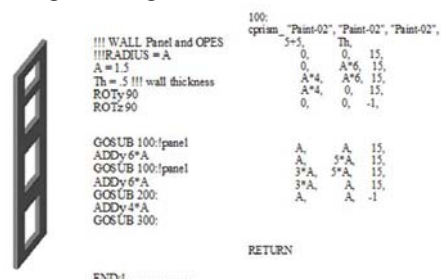 !!! WALL Panel and OPES
!!!RADIUS = A
A = 1.5
Th = .5 !!! wall thickness
ROTy 90
ROTz 90
GOSUB 100:!panel
ADDy 6*A
GOSUB 100:!panel
ADDy 6*A
GOSUB 200:
ADDy 4*A
GOSUB 300:
END:!
100:
cprism_ "Paint-02", "Paint-02", "Paint-02",
5+5, Th,
0, 0, 15,
0, A*6, 15,
A*4, A*6, 15,
A*4, 0, 15,
0, 0, -1,
A, A, 15,
A, 5*A, 15,
3*A, 5*A, 15,
3*A, A, 15,
A, A, -1
RETURN